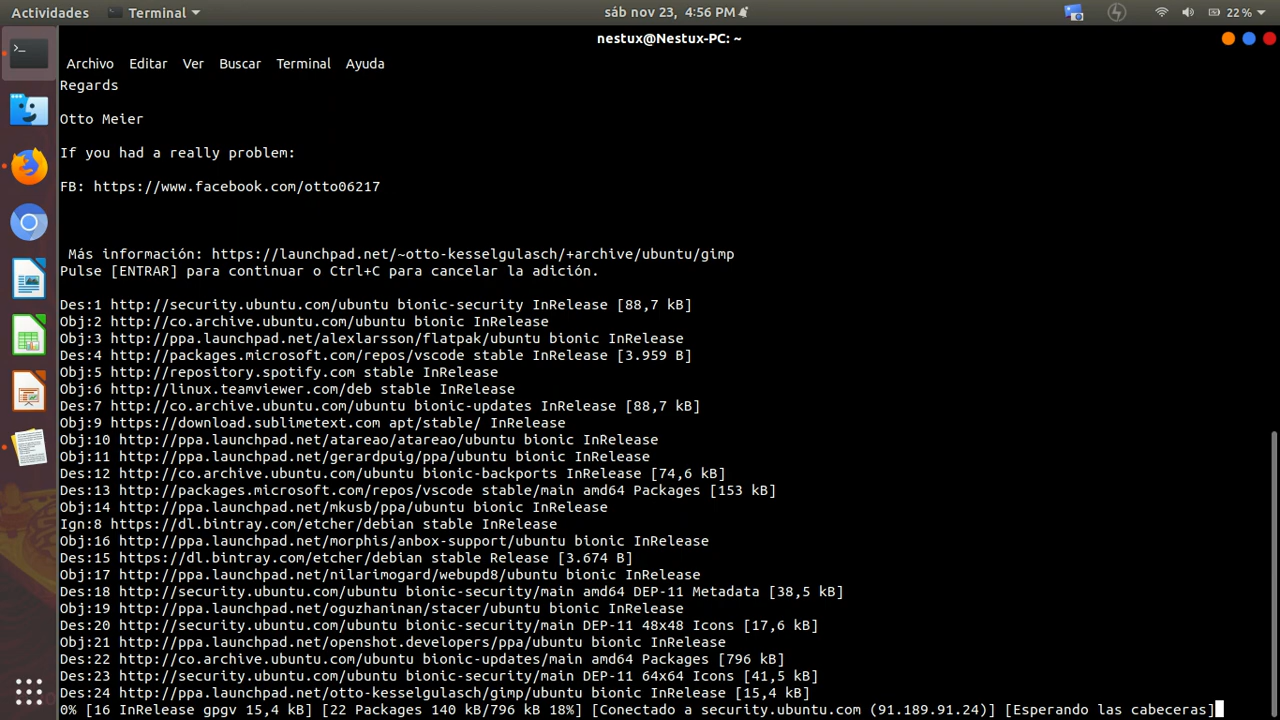 Actividades Terminal sáb nov 23, 4:56 PM 22 %
nestux@Nestux-PC: ~
Archivo Editar Ver Buscar Terminal Ayuda
Regards
Otto Meier
If you had a really problem:
FB: https://www.facebook.com/otto06217
Más información: https://launchpad.net/~otto-kesselgulasch/+archive/ubuntu/gimp
Pulse [ENTRAR] para continuar o Ctrl+C para cancelar la adición.
Des:1 http://security.ubuntu.com/ubuntu bionic-security InRelease [88,7 kB]
Obj:2 http://co.archive.ubuntu.com/ubuntu bionic InRelease
Obj:3 http://ppa.launchpad.net/alexlarsson/flatpak/ubuntu bionic InRelease
Des:4 http://packages.microsoft.com/repos/vscode stable InRelease [3.959 B]
Obj:5 http://repository.spotify.com stable InRelease
Obj:6 http://linux.teamviewer.com/deb stable InRelease
Des:7 http://co.archive.ubuntu.com/ubuntu bionic-updates InRelease [88,7 kB]
Obj:9 https://download.sublimetext.com apt/stable/ InRelease
Obj:10 http://ppa.launchpad.net/atareao/atareao/ubuntu bionic InRelease
Obj:11 http://ppa.launchpad.net/gerardpuig/ppa/ubuntu bionic InRelease
Des:12 http://co.archive.ubuntu.com/ubuntu bionic-backports InRelease [74,6 kB]
Des:13 http://packages.microsoft.com/repos/vscode stable/main amd64 Packages [153 kB]
Obj:14 http://ppa.launchpad.net/mkusb/ppa/ubuntu bionic InRelease
Ign:8 https://dl.bintray.com/etcher/debian stable InRelease
Obj:16 http://ppa.launchpad.net/morphis/anbox-support/ubuntu bionic InRelease
Des:15 https://dl.bintray.com/etcher/debian stable Release [3.674 B]
Obj:17 http://ppa.launchpad.net/nilarimogard/webupd8/ubuntu bionic InRelease
Des:18 http://security.ubuntu.com/ubuntu bionic-security/main amd64 DEP-11 Metadata [38,5 kB]
Obj:19 http://ppa.launchpad.net/oguzhaninan/stacer/ubuntu bionic InRelease
Des:20 http://security.ubuntu.com/ubuntu bionic-security/main DEP-11 48x48 Icons [17,6 kB]
Obj:21 http://ppa.launchpad.net/openshot.developers/ppa/ubuntu bionic InRelease
Des:22 http://co.archive.ubuntu.com/ubuntu bionic-updates/main amd64 Packages [796 kB]
Des:23 http://security.ubuntu.com/ubuntu bionic-security/main DEP-11 64x64 Icons [41,5 kB]
Des:24 http://ppa.launchpad.net/otto-kesselgulasch/gimp/ubuntu bionic InRelease [15,4 kB]
0% [16 InRelease gpgv 15,4 kB] [22 Packages 140 kB/796 kB 18%] [Conectado a security.ubuntu.com (91.189.91.24)] [Esperando las cabeceras]